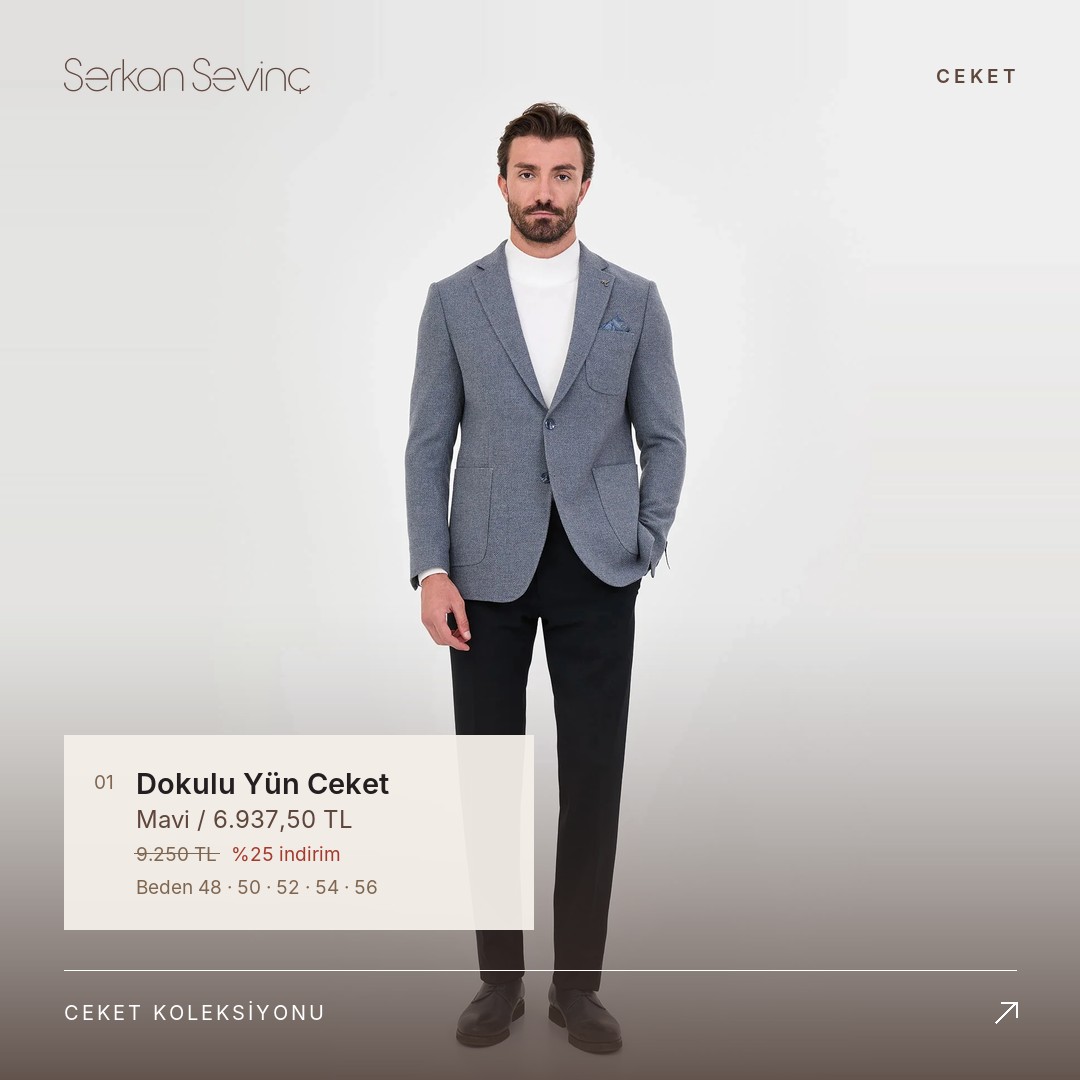 Serkan Sevinç
CEKET
01 Dokulu Yün Ceket
Mavi / 6.937,50 TL
9.250 TL %25 indirim
Beden 48 · 50 · 52 · 54 · 56
CEKET KOLEKSİYONU